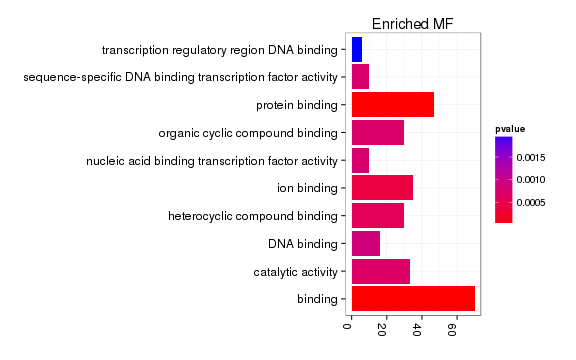 Enriched MF
transcription regulatory region DNA binding
sequence-specific DNA binding transcription factor activity
protein binding
organic cyclic compound binding
nucleic acid binding transcription factor activity
ion binding
heterocyclic compound binding
DNA binding
catalytic activity
binding
0
20
40
60
pvalue
0.0015
0.0010
0.0005